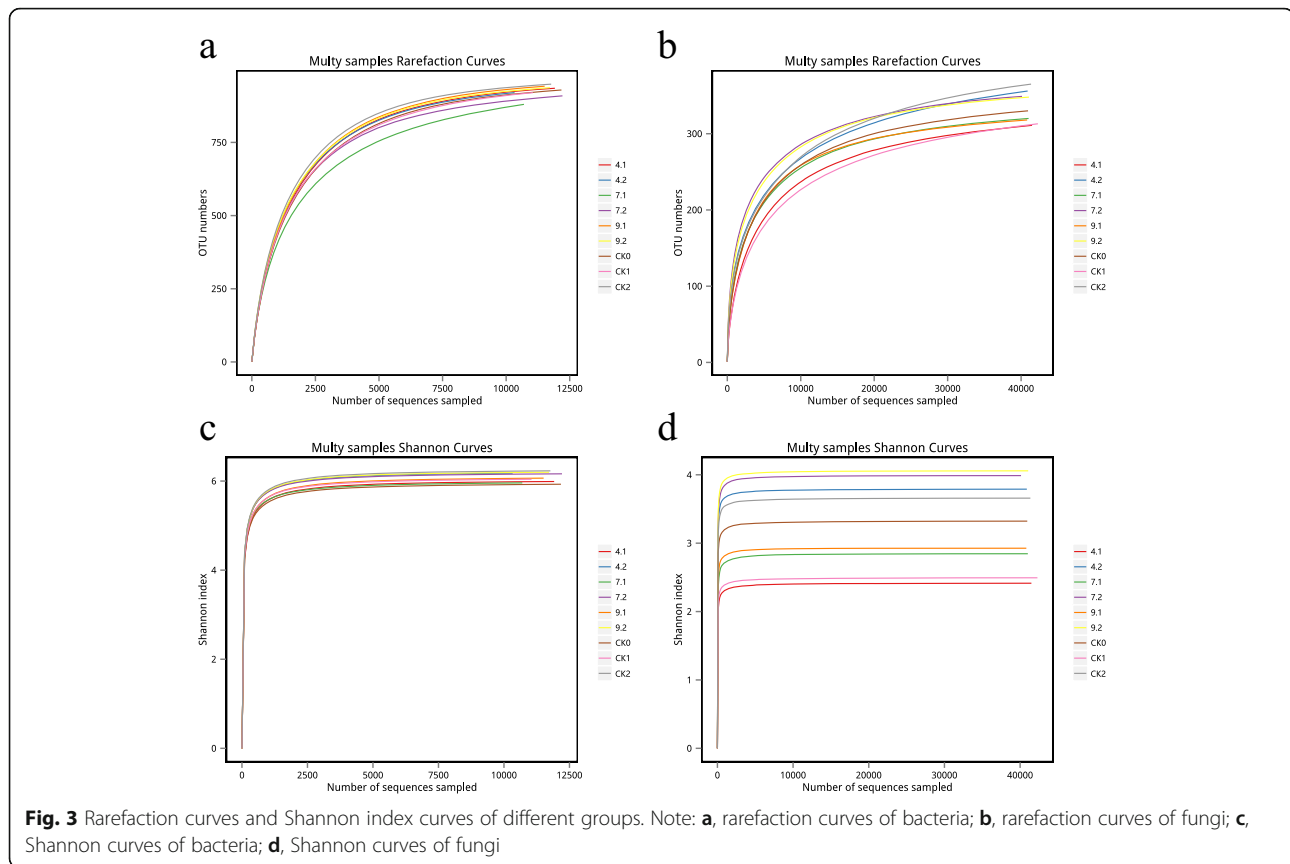 a
Multy samples Rarefaction Curves
OTU numbers
750
500
250
0
0 2500 5000 7500 10000 12500
Number of sequences sampled
4.1
4.2
7.1
7.2
9.1
9.2
CK0
CK1
CK2
b
Multy samples Rarefaction Curves
OTU numbers
300
200
100
0
0 10000 20000 30000 40000
Number of sequences sampled
4.1
4.2
7.1
7.2
9.1
9.2
CK0
CK1
CK2
c
Multy samples Shannon Curves
Shannon index
6
4
2
0
0 2500 5000 7500 10000 12500
Number of sequences sampled
4.1
4.2
7.1
7.2
9.1
9.2
CK0
CK1
CK2
d
Multy samples Shannon Curves
Shannon index
4
3
2
1
0
0 10000 20000 30000 40000
Number of sequences sampled
4.1
4.2
7.1
7.2
9.1
9.2
CK0
CK1
CK2
Fig. 3 Rarefaction curves and Shannon index curves of different groups. Note: a, rarefaction curves of bacteria; b, rarefaction curves of fungi; c,
Shannon curves of bacteria; d, Shannon curves of fungi